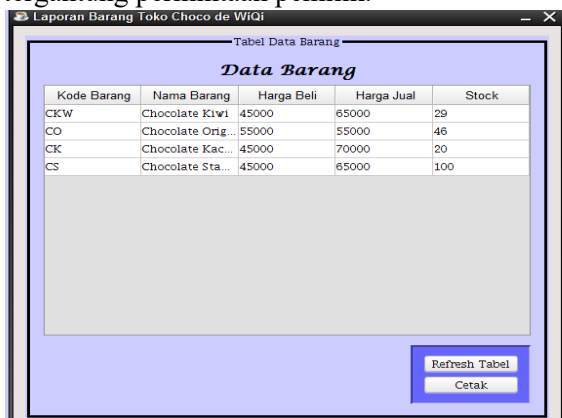 Laporan Barang Toko Choco de WiQi
Tabel Data Barang
Data Barang
Kode Barang Nama Barang Harga Beli Harga Jual Stock
CKW Chocolate Kiwi 45000 65000 29
CO Chocolate Orig... 55000 55000 46
CK Chocolate Kac... 45000 70000 20
CS Chocolate Sta... 45000 65000 100
Refresh Tabel
Cetak